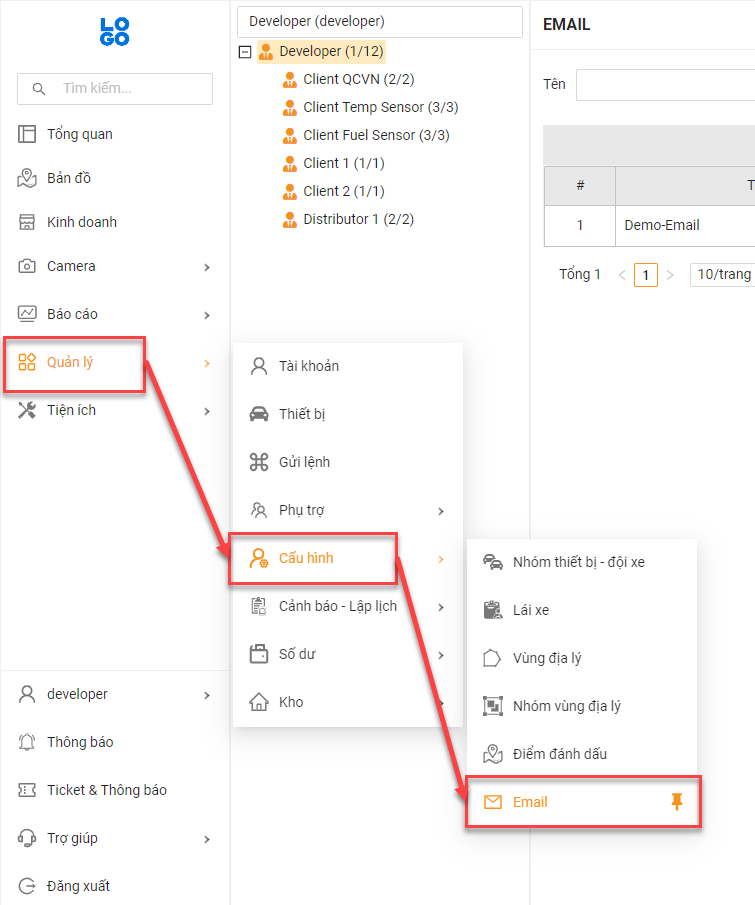 LOGO
Tìm kiếm...
Tổng quan
Bản đồ
Kinh doanh
Camera
Báo cáo
Quản lý
Tiện ích
developer
Thông báo
Ticket & Thông báo
Trợ giúp
Đăng xuất
Developer (developer)
Developer (1/12)
Client QCVN (2/2)
Client Temp Sensor (3/3)
Client Fuel Sensor (3/3)
Client 1 (1/1)
Client 2 (1/1)
Distributor 1 (2/2)
Tài khoản
Thiết bị
Gửi lệnh
Phụ trợ
Cấu hình
Cảnh báo - Lập lịch
Số dư
Kho
Nhóm thiết bị - đội xe
Lái xe
Vùng địa lý
Nhóm vùng địa lý
Điểm đánh dấu
Email
EMAIL
Tên
# T
1 Demo-Email
Tổng 1 < 1 > 10/trang